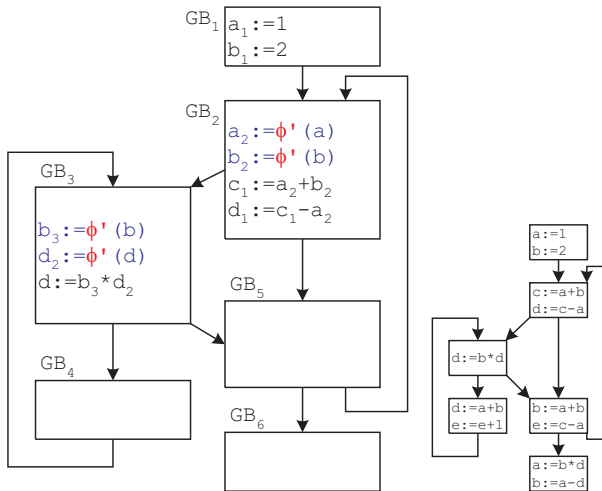 GB₁
a₁:=1
b₁:=2
GB₂
a₂:=ϕ'(a)
b₂:=ϕ'(b)
c₁:=a₂+b₂
d₁:=c₁-a₂
GB₃
b₃:=ϕ'(b)
d₂:=ϕ'(d)
d:=b₃*d₂
GB₅
GB₄
GB₆
a:=1
b:=2
c:=a+b
d:=c-a
d:=b*d
d:=a+b
e:=e+1
b:=a+b
e:=c-a
a:=b*d
b:=a-d